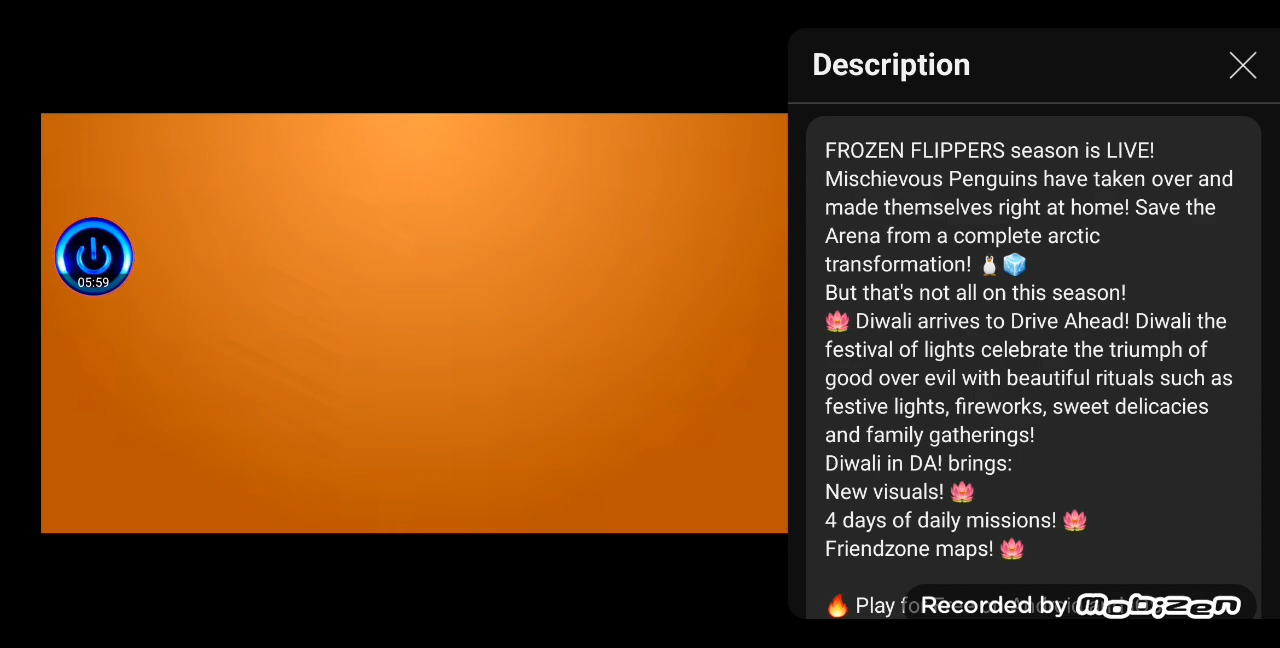 Description
05:59
FROZEN FLIPPERS season is LIVE!
Mischievous Penguins have taken over and
made themselves right at home! Save the
Arena from a complete arctic
transformation! 🐧🧊
But that's not all on this season!
🪷 Diwali arrives to Drive Ahead! Diwali the
festival of lights celebrate the triumph of
good over evil with beautiful rituals such as
festive lights, fireworks, sweet delicacies
and family gatherings!
Diwali in DA! brings:
New visuals! 🪷
4 days of daily missions! 🪷
Friendzone maps! 🪷
🔥 Play for
Recorded by Mobizen